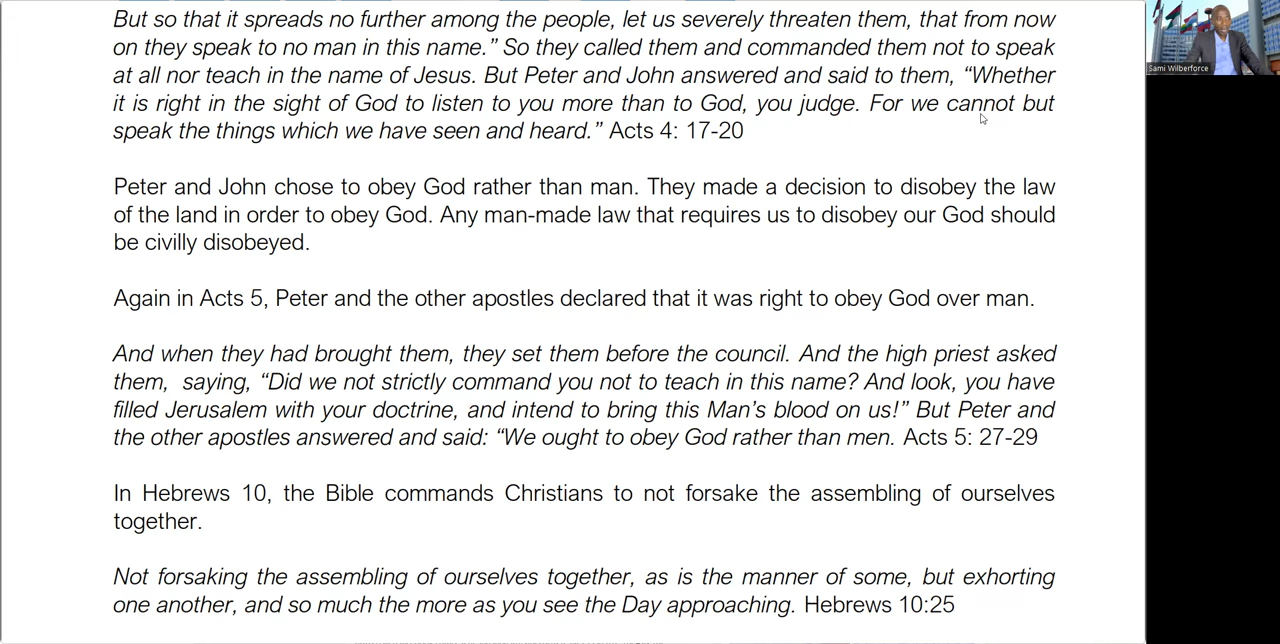 But so that it spreads no further among the people, let us severely threaten them, that from now
on they speak to no man in this name.” So they called them and commanded them not to speak
at all nor teach in the name of Jesus. But Peter and John answered and said to them, “Whether
it is right in the sight of God to listen to you more than to God, you judge. For we cannot but
speak the things which we have seen and heard.” Acts 4: 17-20
Peter and John chose to obey God rather than man. They made a decision to disobey the law
of the land in order to obey God. Any man-made law that requires us to disobey our God should
be civilly disobeyed.
Again in Acts 5, Peter and the other apostles declared that it was right to obey God over man.
And when they had brought them, they set them before the council. And the high priest asked
them, saying, “Did we not strictly command you not to teach in this name? And look, you have
filled Jerusalem with your doctrine, and intend to bring this Man’s blood on us!” But Peter and
the other apostles answered and said: “We ought to obey God rather than men. Acts 5: 27-29
In Hebrews 10, the Bible commands Christians to not forsake the assembling of ourselves
together.
Not forsaking the assembling of ourselves together, as is the manner of some, but exhorting
one another, and so much the more as you see the Day approaching. Hebrews 10:25
Sami Wilberforce